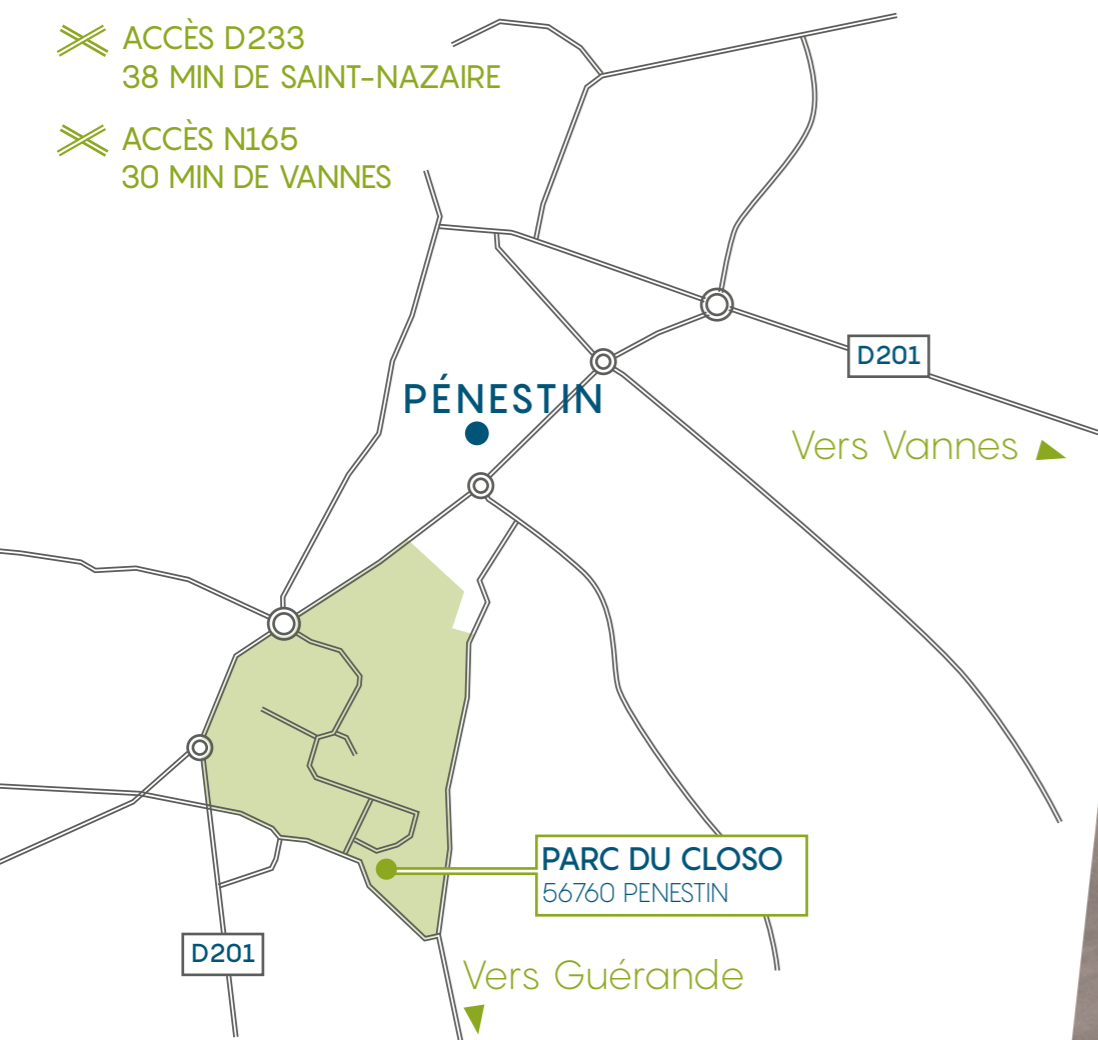 ACCÈS D233
38 MIN DE SAINT-NAZAIRE
ACCÈS N165
30 MIN DE VANNES
D201
PÉNESTIN
Vers Vannes
PARC DU CLOSO
56760 PENESTIN
D201
Vers Guérande